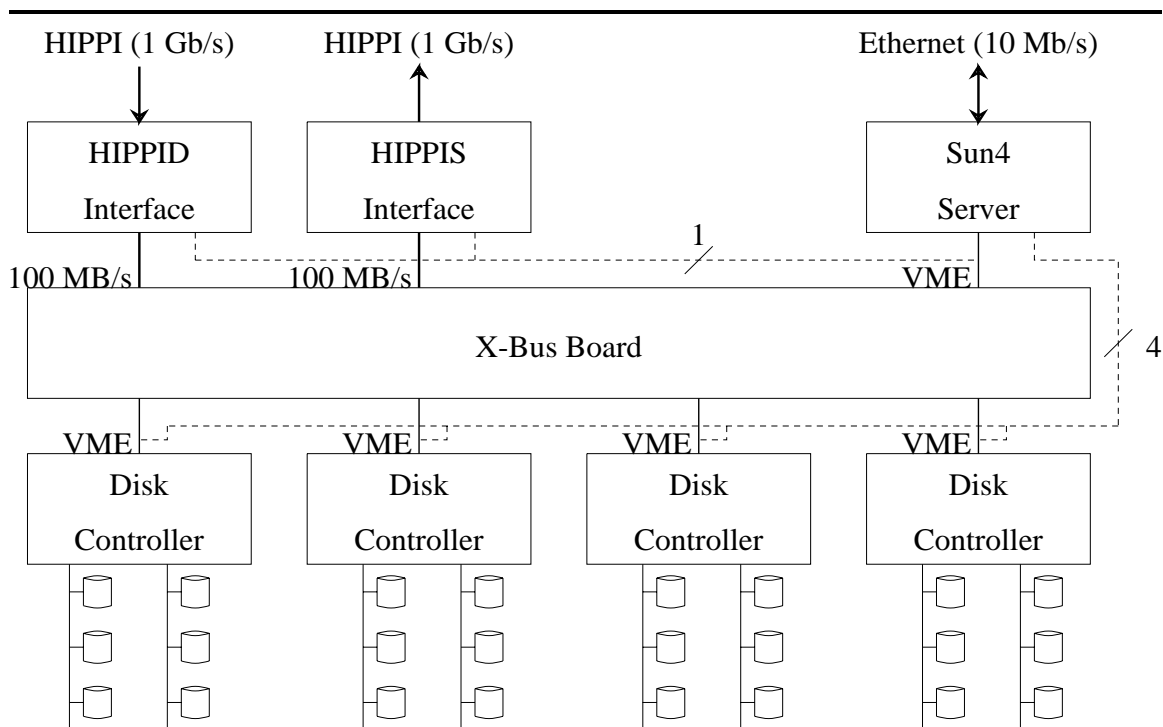 HIPPI (1 Gb/s)
HIPPI (1 Gb/s)
Ethernet (10 Mb/s)
HIPPID
Interface
HIPPIS
Interface
Sun4
Server
1
100 MB/s
100 MB/s
VME
X-Bus Board
4
VME
VME
VME
VME
Disk
Controller
Disk
Controller
Disk
Controller
Disk
Controller